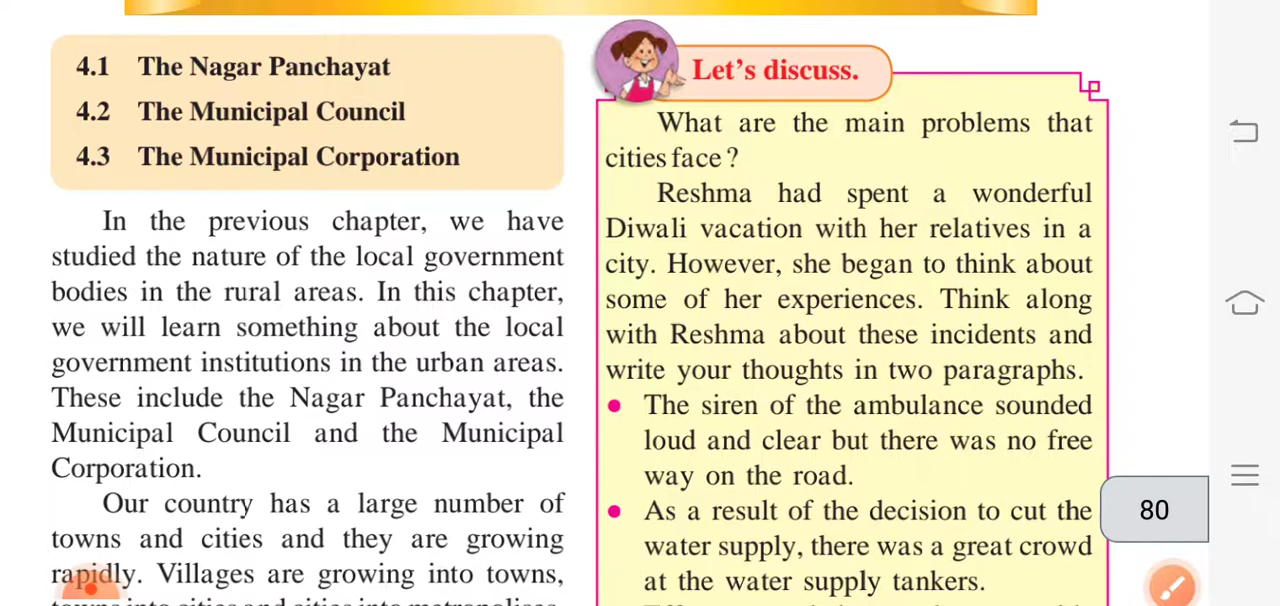 4.1 The Nagar Panchayat
4.2 The Municipal Council
4.3 The Municipal Corporation
In the previous chapter, we have
studied the nature of the local government
bodies in the rural areas. In this chapter,
we will learn something about the local
government institutions in the urban areas.
These include the Nagar Panchayat, the
Municipal Council and the Municipal
Corporation.
Our country has a large number of
towns and cities and they are growing
rapidly. Villages are growing into towns,
towns into cities and cities into metropolises.
Let's discuss.
What are the main problems that
cities face ?
Reshma had spent a wonderful
Diwali vacation with her relatives in a
city. However, she began to think about
some of her experiences. Think along
with Reshma about these incidents and
write your thoughts in two paragraphs.
● The siren of the ambulance sounded
loud and clear but there was no free
way on the road.
● As a result of the decision to cut the
water supply, there was a great crowd
at the water supply tankers.
80